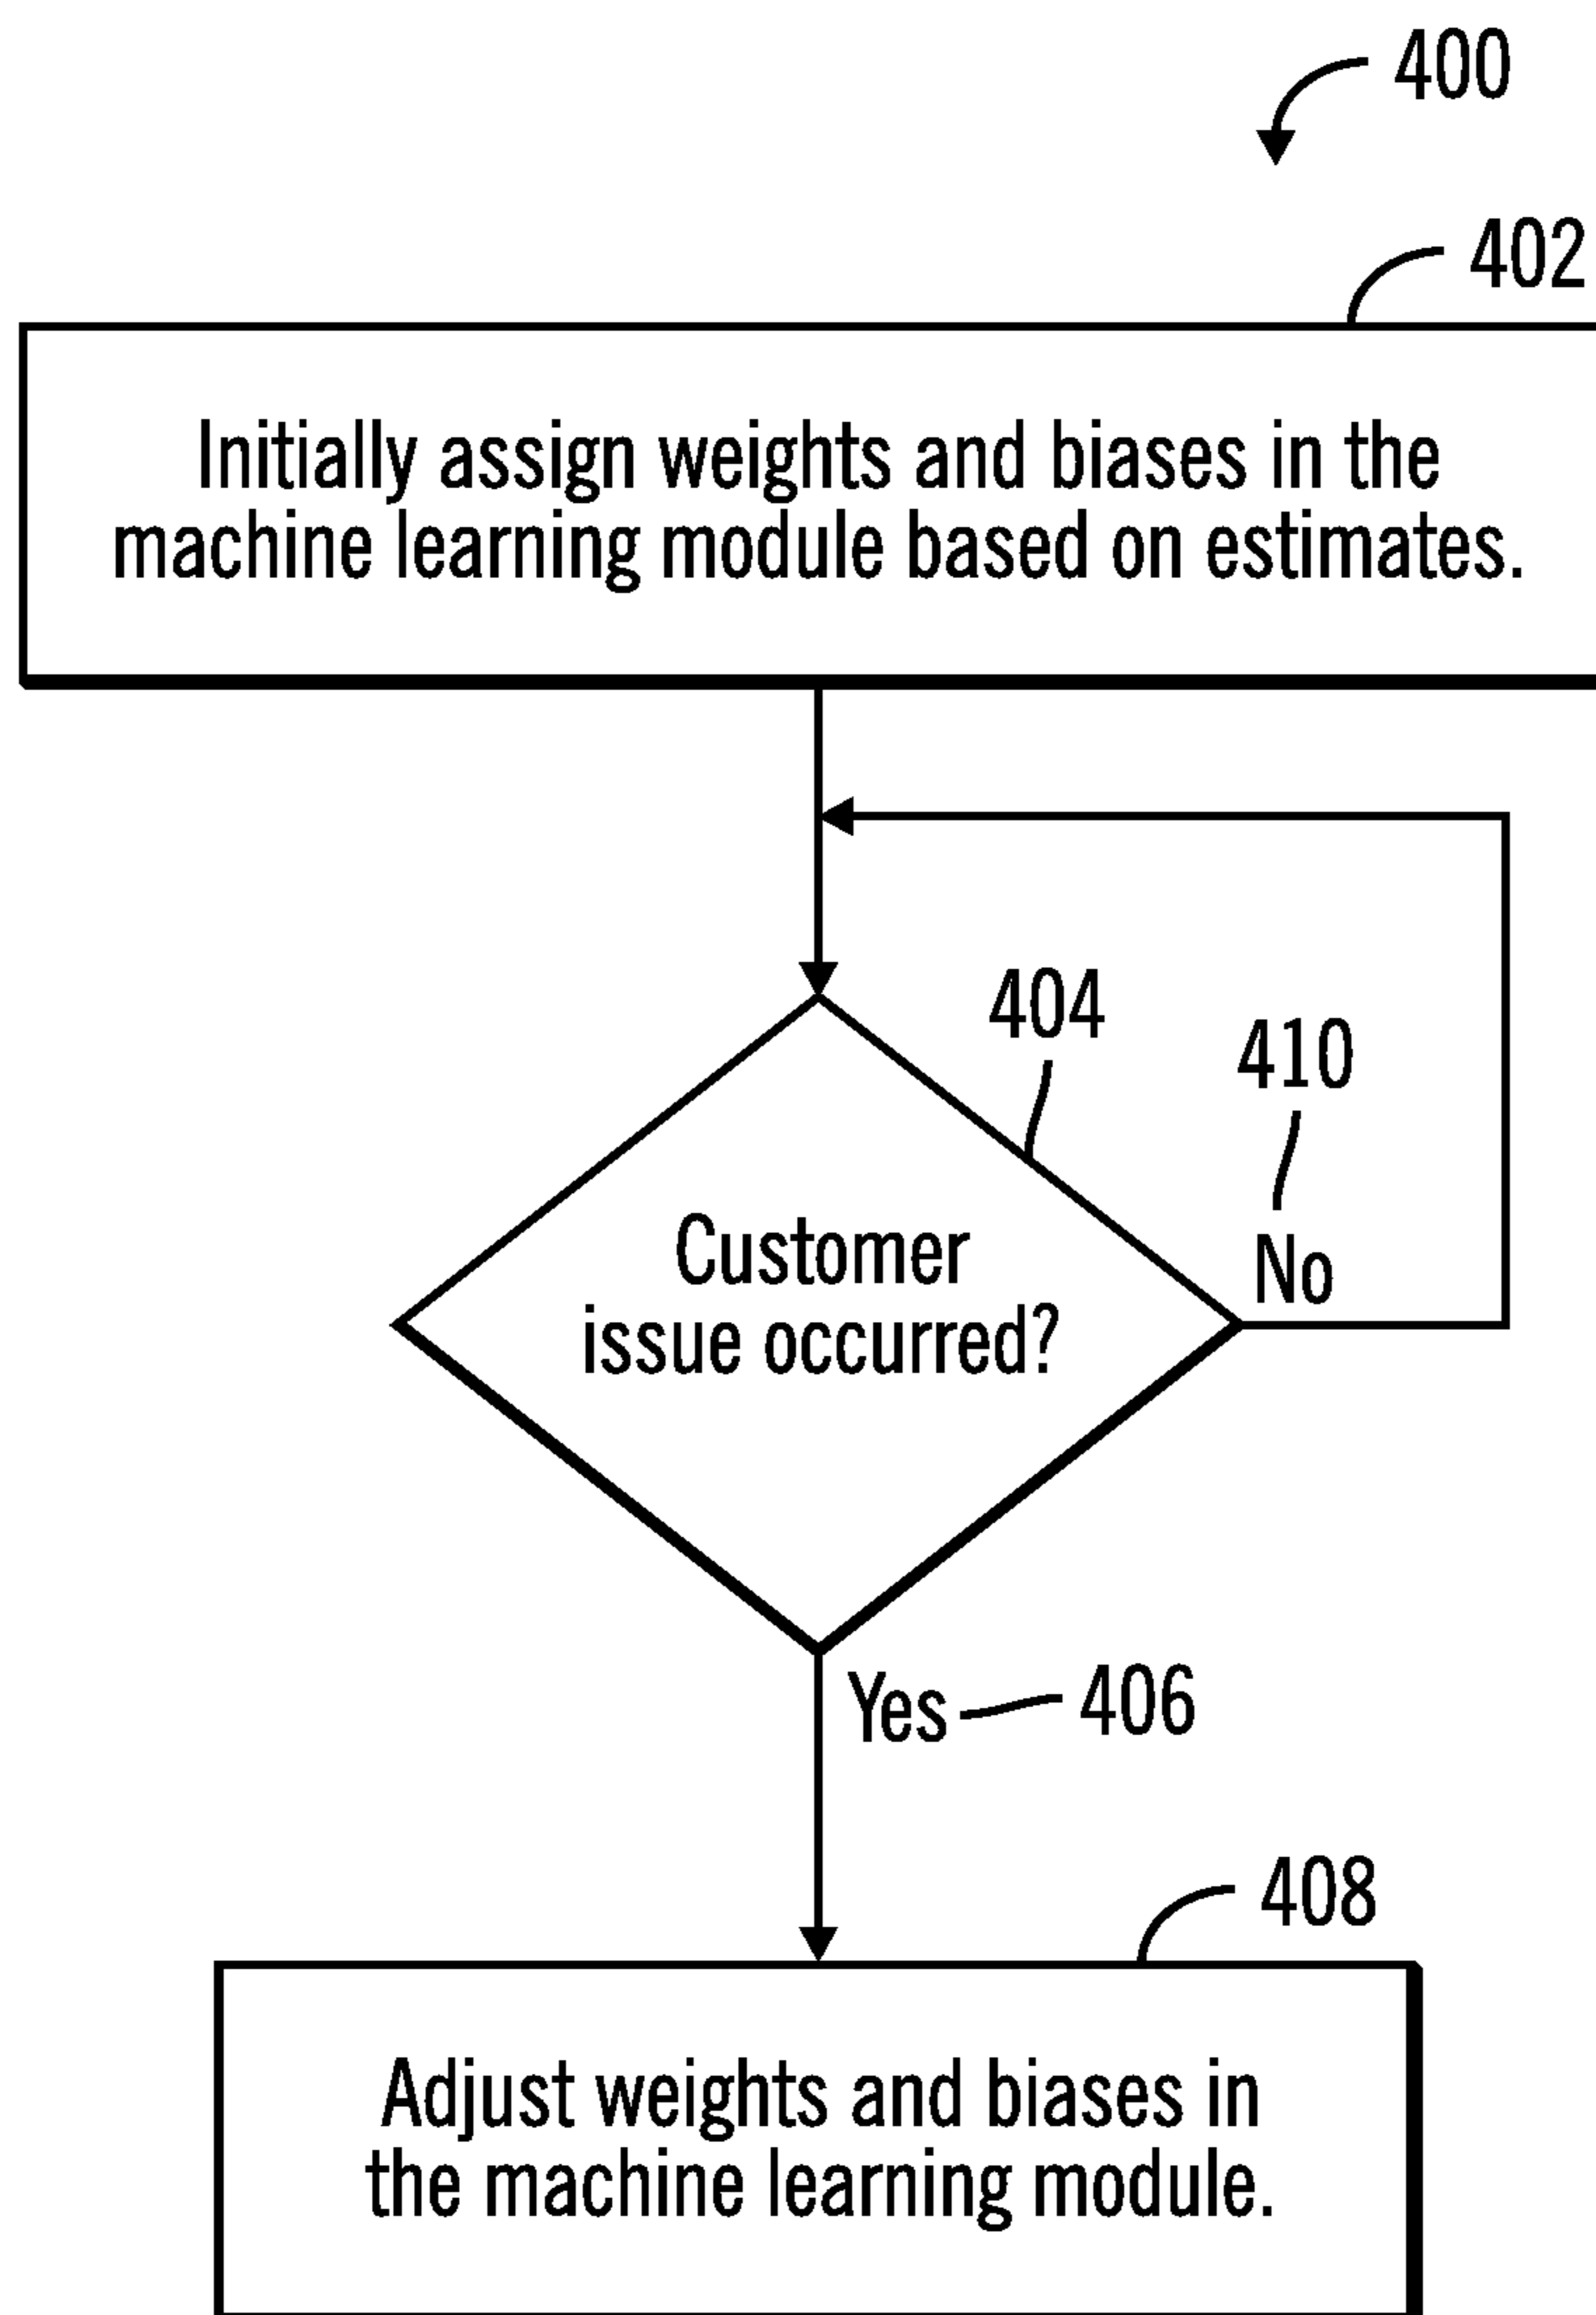 400
402
Initially assign weights and biases in the
machine learning module based on estimates.
404
410
Customer
issue occurred?
No
Yes
406
408
Adjust weights and biases in
the machine learning module.